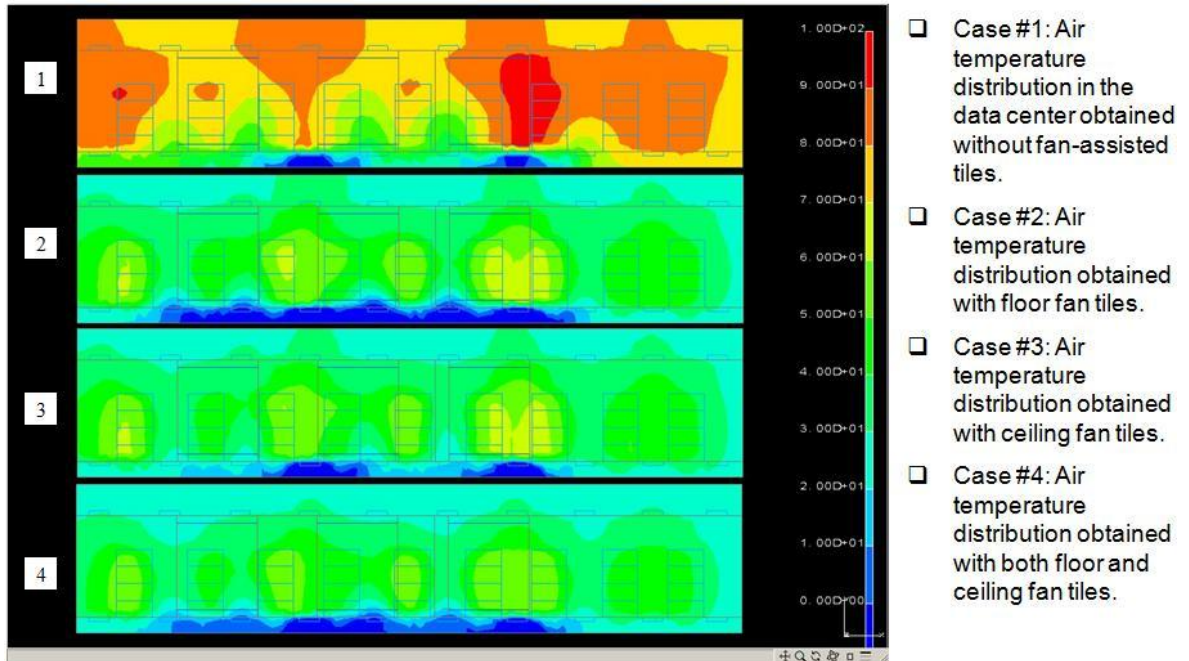 1
2
3
4
1.00D+02
9.00D+01
8.00D+01
7.00D+01
6.00D+01
5.00D+01
4.00D+01
3.00D+01
2.00D+01
1.00D+01
0.00D+00
Case #1: Air
temperature
distribution in the
data center obtained
without fan-assisted
tiles.
Case #2: Air
temperature
distribution obtained
with floor fan tiles.
Case #3: Air
temperature
distribution obtained
with ceiling fan tiles.
Case #4: Air
temperature
distribution obtained
with both floor and
ceiling fan tiles.